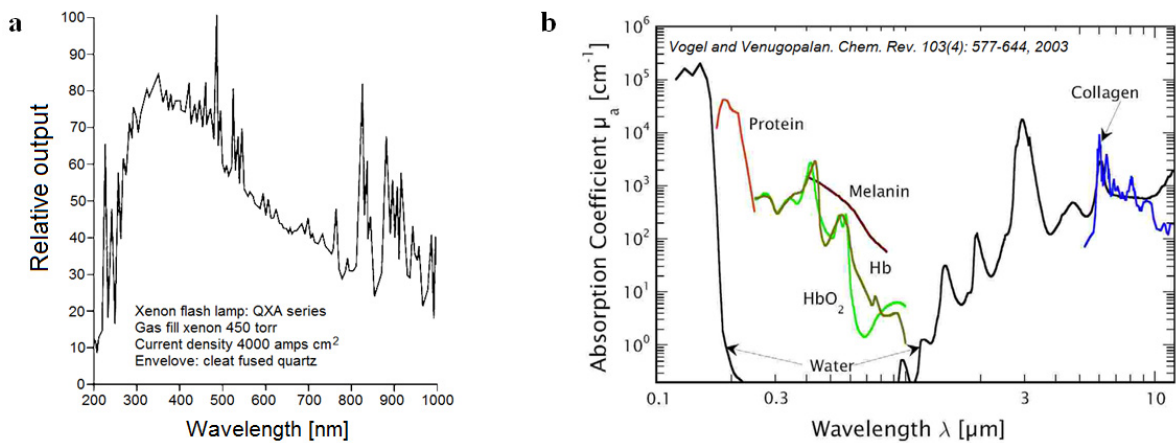 a
Relative output
100
90
80
70
60
50
40
30
20
10
0
Xenon flash lamp: QXA series
Gas fill xenon 450 torr
Current density 4000 amps cm2
Envelove: cleat fused quartz
200 300 400 500 600 700 800 900 1000
Wavelength [nm]
b
Absorption Coefficient μa [cm-1]
10^6
10^5
10^4
10^3
10^2
10^1
10^0
Vogel and Venugopalan. Chem. Rev. 103(4): 577-644, 2003
Collagen
Protein
Melanin
Hb
HbO2
Water
0.1 0.3 3 10
Wavelength λ [μm]